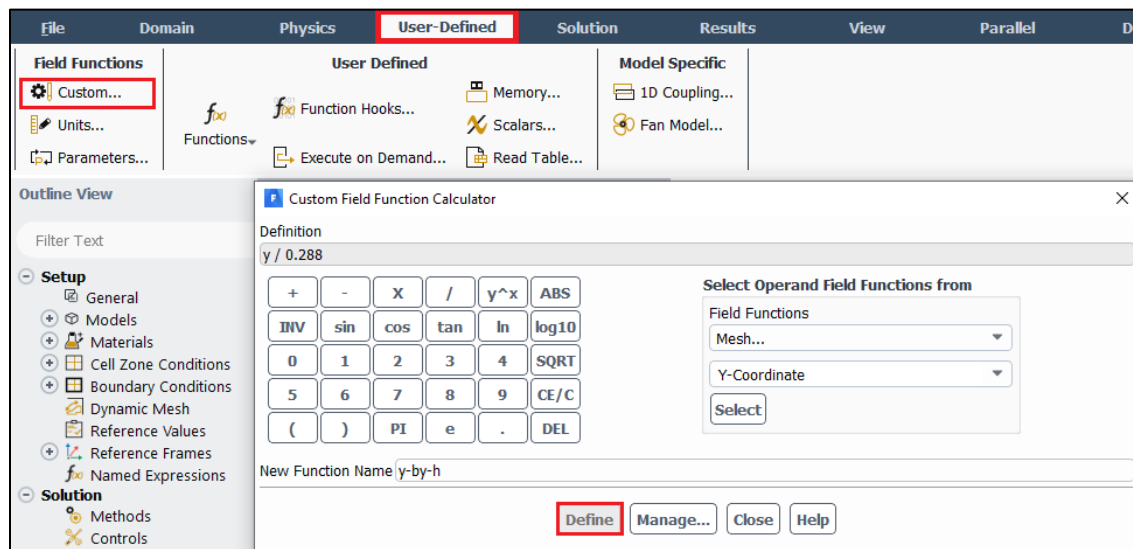 File Domain Physics User-Defined Solution Results View Parallel D
Field Functions User Defined Model Specific
Custom... Memory... 1D Coupling...
Function Hooks...
Units... Functions Scalars... Fan Model...
Parameters... Execute on Demand... Read Table...
Outline View
Filter Text
Setup
General
Models
Materials
Cell Zone Conditions
Boundary Conditions
Dynamic Mesh
Reference Values
Reference Frames
Named Expressions
Solution
Methods
Controls
Custom Field Function Calculator
Definition
y / 0.288
+ - X / y^x ABS
INV sin cos tan ln log10
0 1 2 3 4 SQRT
5 6 7 8 9 CE/C
( ) PI e . DEL
Select Operand Field Functions from
Field Functions
Mesh...
Y-Coordinate
Select
New Function Name y-by-h
Define Manage... Close Help